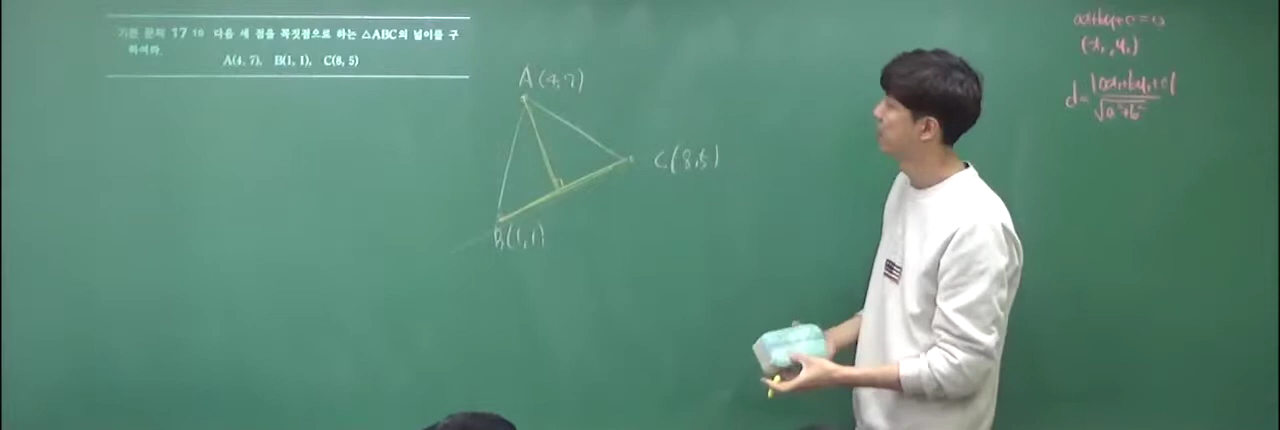 기본 문제 17·16 다음 세 점을 꼭짓점으로 하는 △ABC의 넓이를 구
하여라.
A(4, 7), B(1, 1), C(8, 5)
A(4,7)
C(8,5)
B(1,1)
ax+by+c=0
(x₁, y₁)
d=|ax₁+by₁+c|/√a²+b²